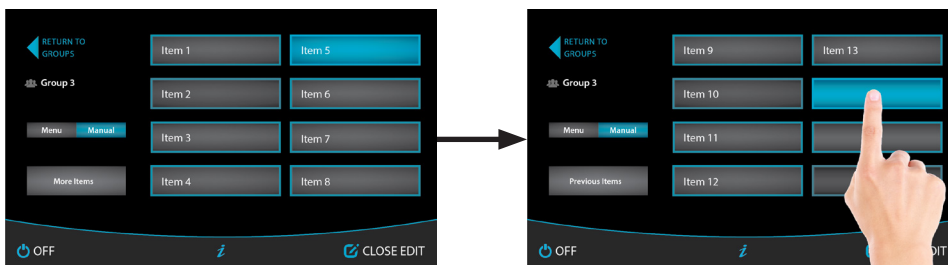 RETURN TO
GROUPS
Group 3
Menu Manual
More Items
Item 1
Item 5
Item 2
Item 6
Item 3
Item 7
Item 4
Item 8
OFF
i
CLOSE EDIT
RETURN TO
GROUPS
Group 3
Menu Manual
Previous Items
Item 9
Item 13
Item 10
Item 11
Item 12
OFF
i
DIT